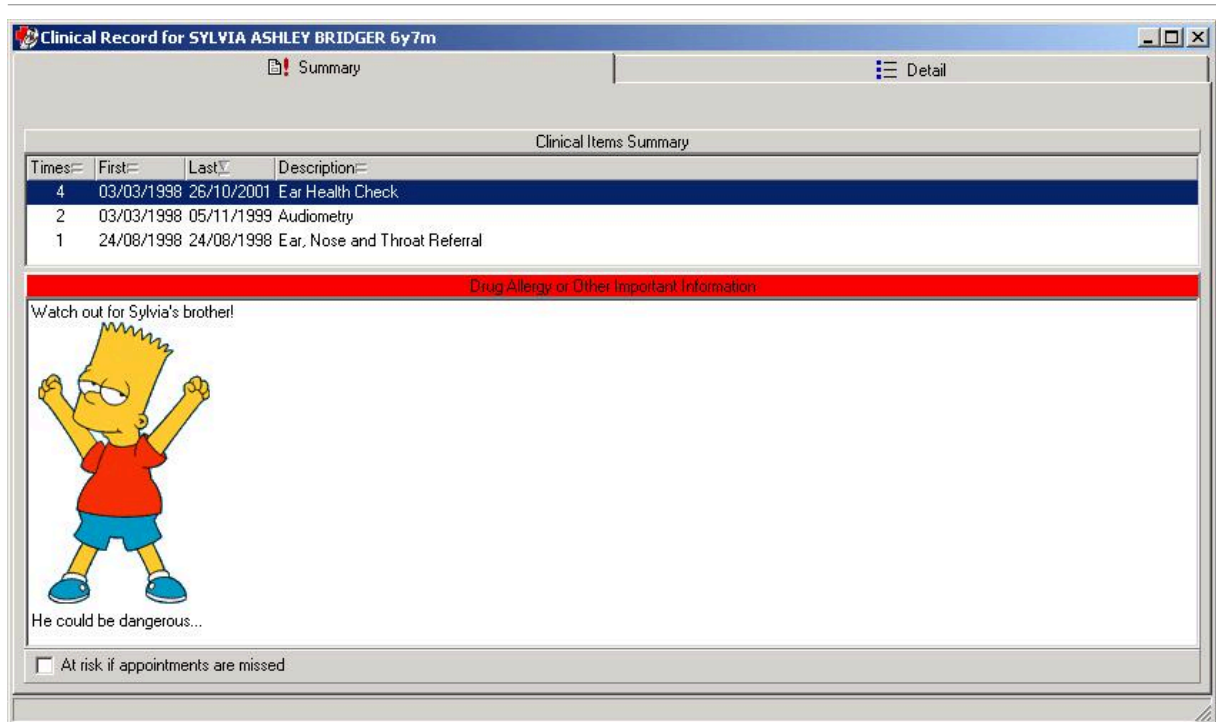 Clinical Record for SYLVIA ASHLEY BRIDGER 6y7m
Summary
Detail
Clinical Items Summary
Times First Last Description
4 03/03/1998 26/10/2001 Ear Health Check
2 03/03/1998 05/11/1999 Audiometry
1 24/08/1998 24/08/1998 Ear, Nose and Throat Referral
Drug Allergy or Other Important Information
Watch out for Sylvia's brother!
He could be dangerous...
At risk if appointments are missed